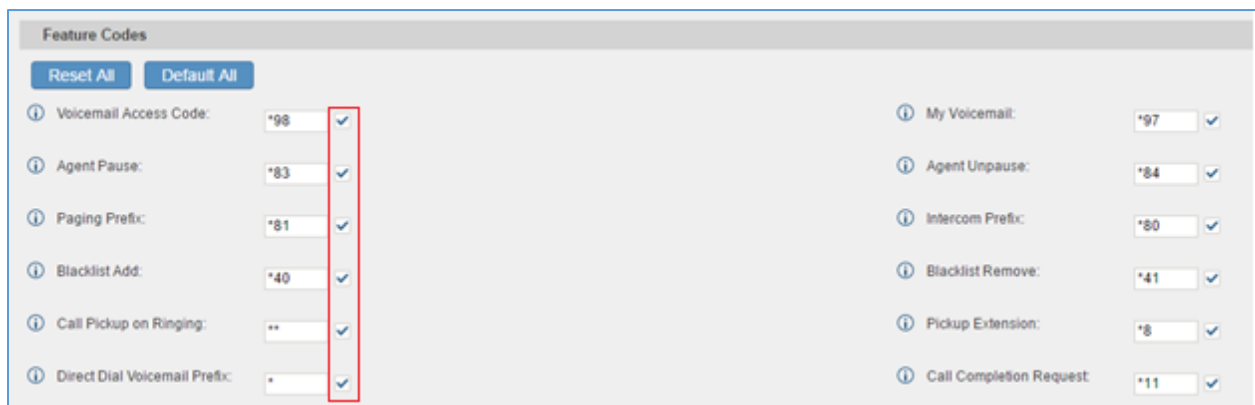 Feature Codes
Reset All Default All
Voicemail Access Code: *98 My Voicemail: *97
Agent Pause: *83 Agent Unpause: *84
Paging Prefix: *81 Intercom Prefix: *80
Blacklist Add: *40 Blacklist Remove: *41
Call Pickup on Ringing: ** Pickup Extension: *8
Direct Dial Voicemail Prefix: * Call Completion Request: *11